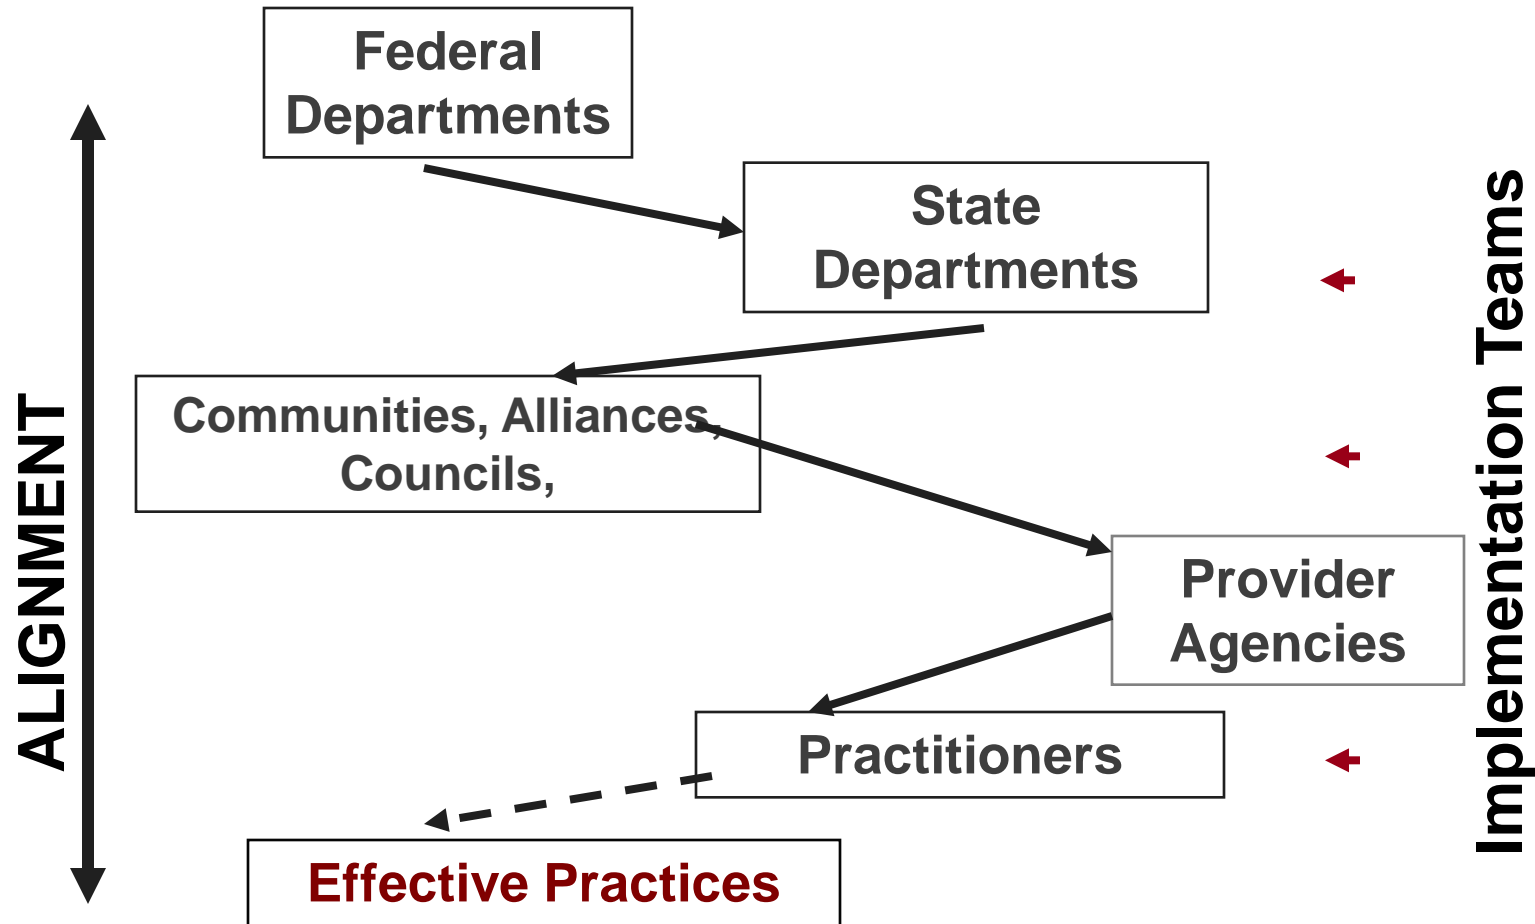 Federal
Departments
State
Departments
Communities, Alliances,
Councils,
Provider
Agencies
Practitioners
Effective Practices
ALIGNMENT
Implementation Teams